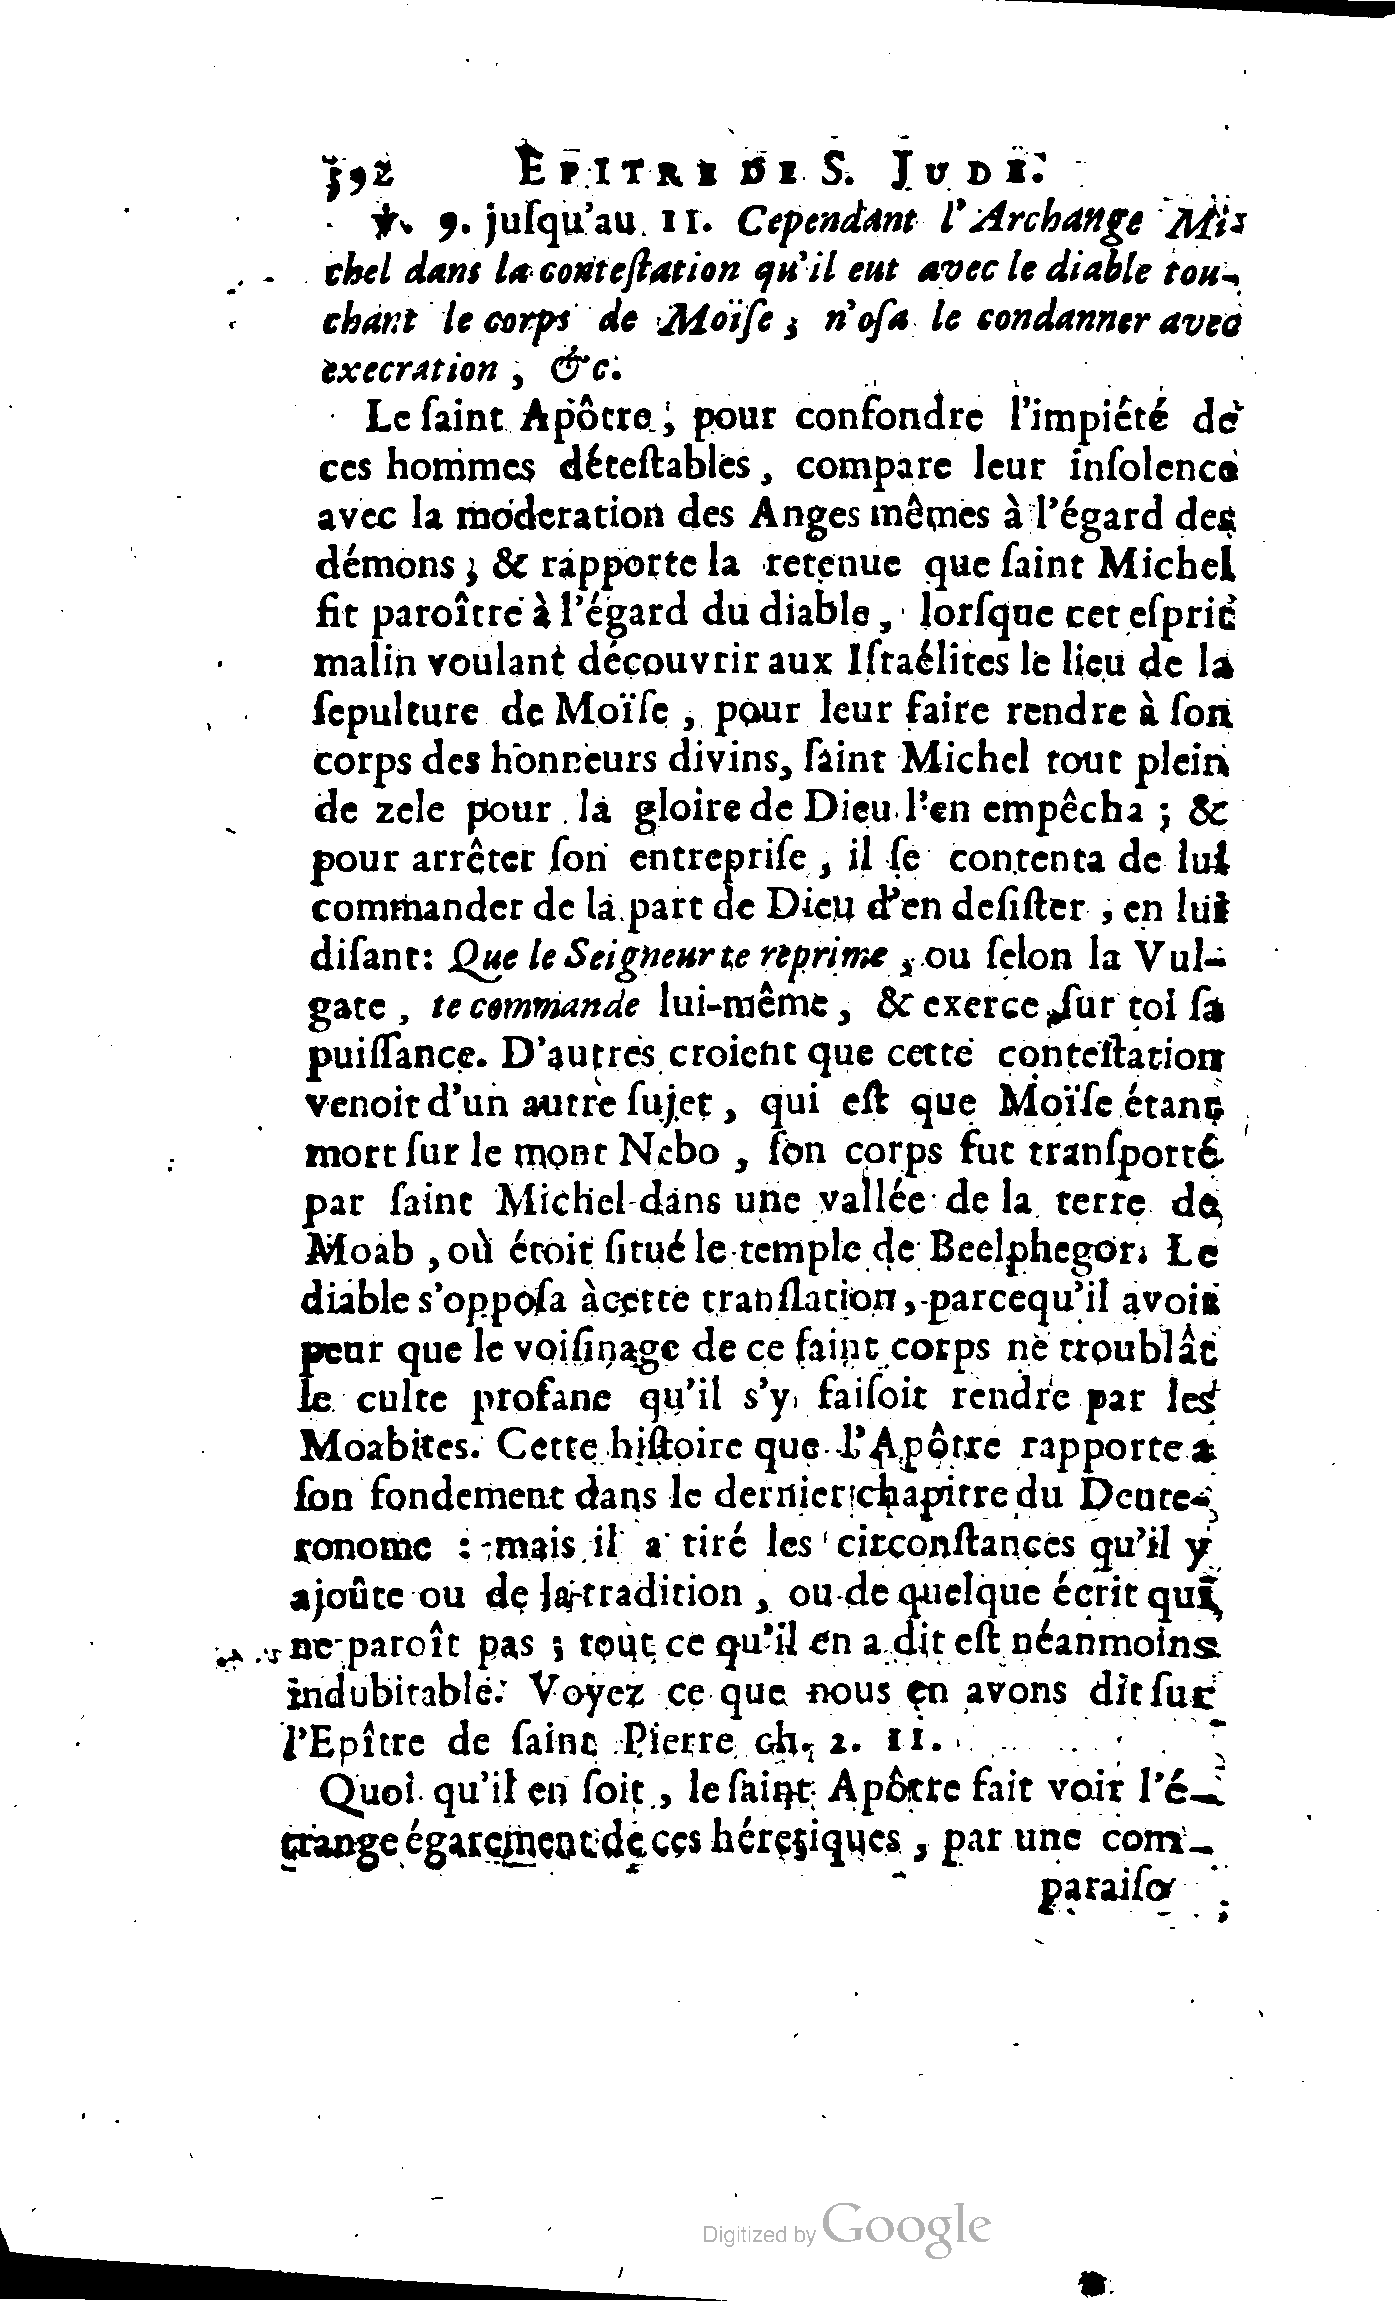 392 EPITRE DE S. JUDE.
℣. 9. juſqu'au 11. Cependant l'Archange Mi-
chel dans la conteſtation qu'il eut avec le diable tou-
chant le corps de Moïſe, n'oſa le condanner avec
execration, &c.
Le ſaint Apôtre, pour confondre l'impiété de
ces hommes déteſtables, compare leur inſolence
avec la moderation des Anges mêmes à l'égard des
démons; & rapporte la retenue que ſaint Michel
fit paroître à l'égard du diable, lorſque cet eſprit
malin voulant découvrir aux Iſraélites le lieu de la
ſepulture de Moïſe, pour leur faire rendre à ſon
corps des honneurs divins, ſaint Michel tout plein
de zele pour la gloire de Dieu l'en empêcha; &
pour arrêter ſon entrepriſe, il ſe contenta de lui
commander de la part de Dieu d'en deſiſter, en lui
diſant: Que le Seigneur te reprime, ou ſelon la Vul-
gate, te commande lui-même, & exerce ſur toi ſa
puiſſance. D'autres croient que cette conteſtation
venoit d'un autre ſujet, qui eſt que Moïſe étant
mort ſur le mont Nebo, ſon corps fut tranſporté
par ſaint Michel dans une vallée de la terre de
Moab, où étoit ſitué le temple de Beelphegor. Le
diable s'oppoſa à cette tranſlation, parcequ'il avoit
peur que le voiſinage de ce ſaint corps ne troublât
le culte profane qu'il s'y faiſoit rendre par les
Moabites. Cette hiſtoire que l'Apôtre rapporte a
ſon fondement dans le dernier chapitre du Deute-
ronome : mais il a tiré les circonſtances qu'il y
ajoûte ou de la tradition, ou de quelque écrit qui
ne paroît pas; tout ce qu'il en a dit eſt néanmoins
indubitable. Voyez ce que nous en avons dit ſur
l'Epître de ſaint Pierre ch. 2. 11.
Quoi qu'il en ſoit, le ſaint Apôtre fait voir l'é-
trange égarement de ces héretiques, par une com-
paraiſo
Digitized by Google